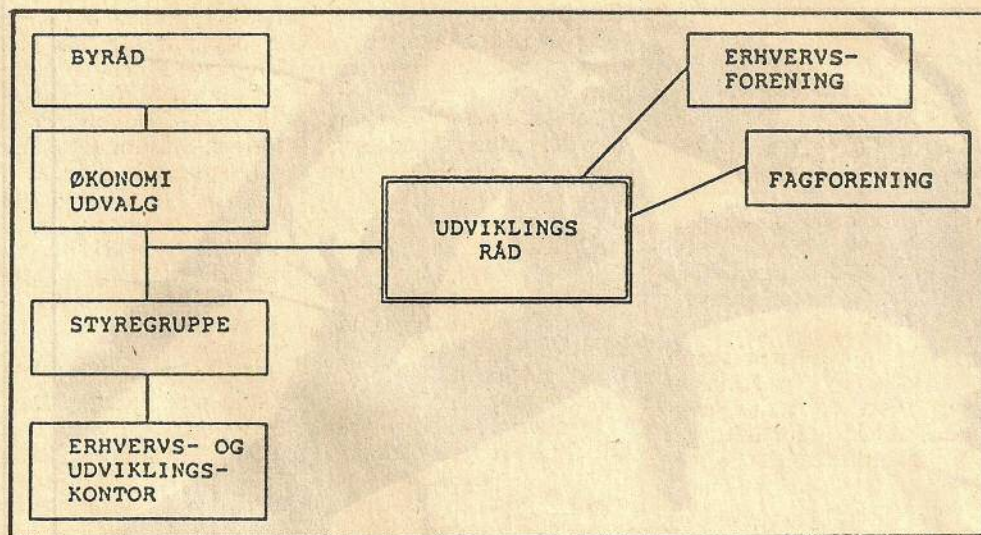 BYRÅD
ØKONOMI
UDVALG
STYREGRUPPE
ERHVERVS- OG
UDVIKLINGS-
KONTOR
UDVIKLINGS
RÅD
ERHVERVS-
FORENING
FAGFORENING